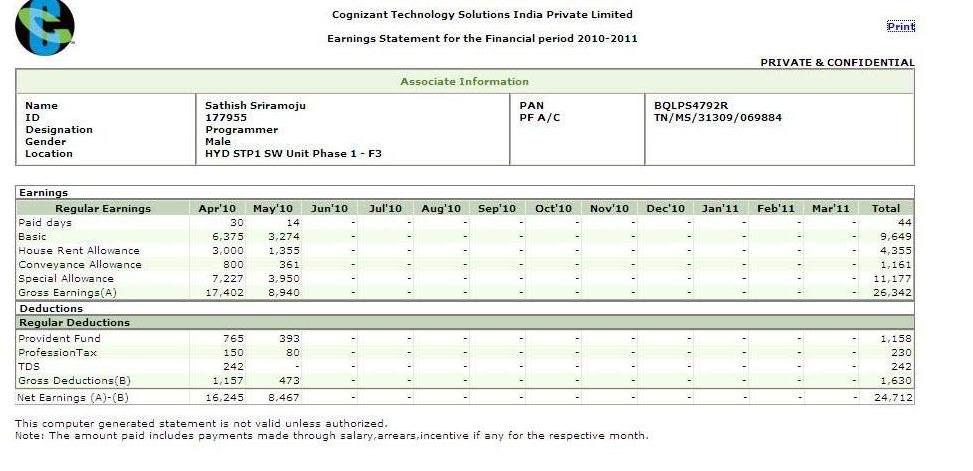 Cognizant Technology Solutions India Private Limited
Print
Earnings Statement for the Financial period 2010-2011
PRIVATE & CONFIDENTIAL
Associate Information
Name Sathish Sriramoju PAN BQLPS4792R
ID 177955 PF A/C TN/MS/31309/069884
Designation Programmer
Gender Male
Location HYD STP1 SW Unit Phase 1 - F3
Earnings
Regular Earnings Apr'10 May'10 Jun'10 Jul'10 Aug'10 Sep'10 Oct'10 Nov'10 Dec'10 Jan'11 Feb'11 Mar'11 Total
Paid days 30 14 - - - - - - - - - - 44
Basic 6,375 3,274 - - - - - - - - - - 9,649
House Rent Allowance 3,000 1,355 - - - - - - - - - - 4,355
Conveyance Allowance 800 361 - - - - - - - - - - 1,161
Special Allowance 7,227 3,950 - - - - - - - - - - 11,177
Gross Earnings(A) 17,402 8,940 - - - - - - - - - - 26,342
Deductions
Regular Deductions
Provident Fund 765 393 - - - - - - - - - - 1,158
ProfessionTax 150 80 - - - - - - - - - - 230
TDS 242 - - - - - - - - - - - 242
Gross Deductions(B) 1,157 473 - - - - - - - - - - 1,630
Net Earnings (A)-(B) 16,245 8,467 - - - - - - - - - - 24,712
This computer generated statement is not valid unless authorized.
Note: The amount paid includes payments made through salary,arrears,incentive if any for the respective month.